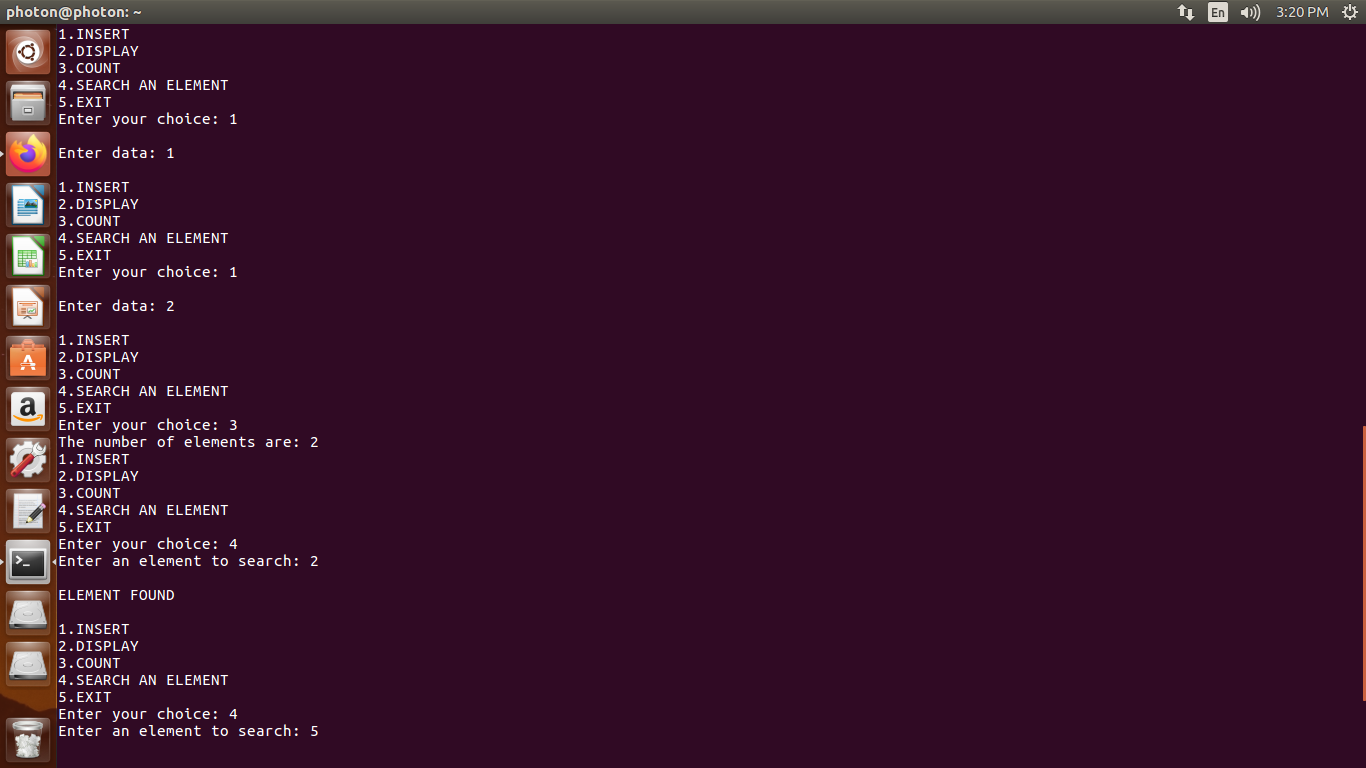 photon@photon: ~
En
3:20 PM
1.INSERT
2.DISPLAY
3.COUNT
4.SEARCH AN ELEMENT
5.EXIT
Enter your choice: 1
Enter data: 1
1.INSERT
2.DISPLAY
3.COUNT
4.SEARCH AN ELEMENT
5.EXIT
Enter your choice: 1
Enter data: 2
1.INSERT
2.DISPLAY
3.COUNT
4.SEARCH AN ELEMENT
5.EXIT
Enter your choice: 3
The number of elements are: 2
1.INSERT
2.DISPLAY
3.COUNT
4.SEARCH AN ELEMENT
5.EXIT
Enter your choice: 4
Enter an element to search: 2
ELEMENT FOUND
1.INSERT
2.DISPLAY
3.COUNT
4.SEARCH AN ELEMENT
5.EXIT
Enter your choice: 4
Enter an element to search: 5